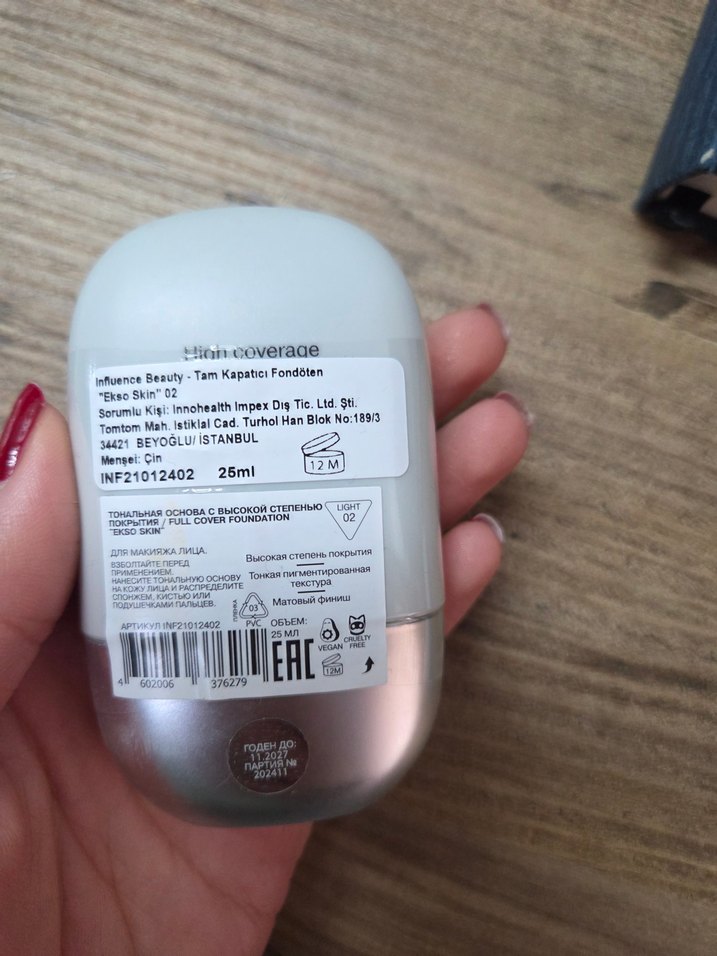 High coverage
Influence Beauty - Tam Kapatıcı Fondöten
"Ekso Skin" 02
Sorumlu Kişi: Innohealth Impex Dış Tic. Ltd. Şti.
Tomtom Mah. Istiklal Cad. Turhol Han Blok No:189/3
34421 BEYOĞLU/ İSTANBUL
Menşei: Çin
INF21012402 25ml
12 M
ТОНАЛЬНАЯ ОСНОВА С ВЫСОКОЙ СТЕПЕНЬЮ
ПОКРЫТИЯ / FULL COVER FOUNDATION
"EKSO SKIN"
LIGHT
02
ДЛЯ МАКИЯЖА ЛИЦА.
ВЗБОЛТАЙТЕ ПЕРЕД
ПРИМЕНЕНИЕМ.
НАНЕСИТЕ ТОНАЛЬНУЮ ОСНОВУ
НА КОЖУ ЛИЦА И РАСПРЕДЕЛИТЕ
СПОНЖЕМ, КИСТЬЮ ИЛИ
ПОДУШЕЧКАМИ ПАЛЬЦЕВ.
Высокая степень покрытия
Тонкая пигментированная
текстура
Матовый финиш
АРТИКУЛ INF21012402
ПЛЕНКА
03
PVC
ОБЪЕМ:
25 МЛ
EAC
VEGAN
CRUELTY
FREE
12M
4 602006 376279
ГОДЕН ДО:
11.2027
ПАРТИЯ №
202411